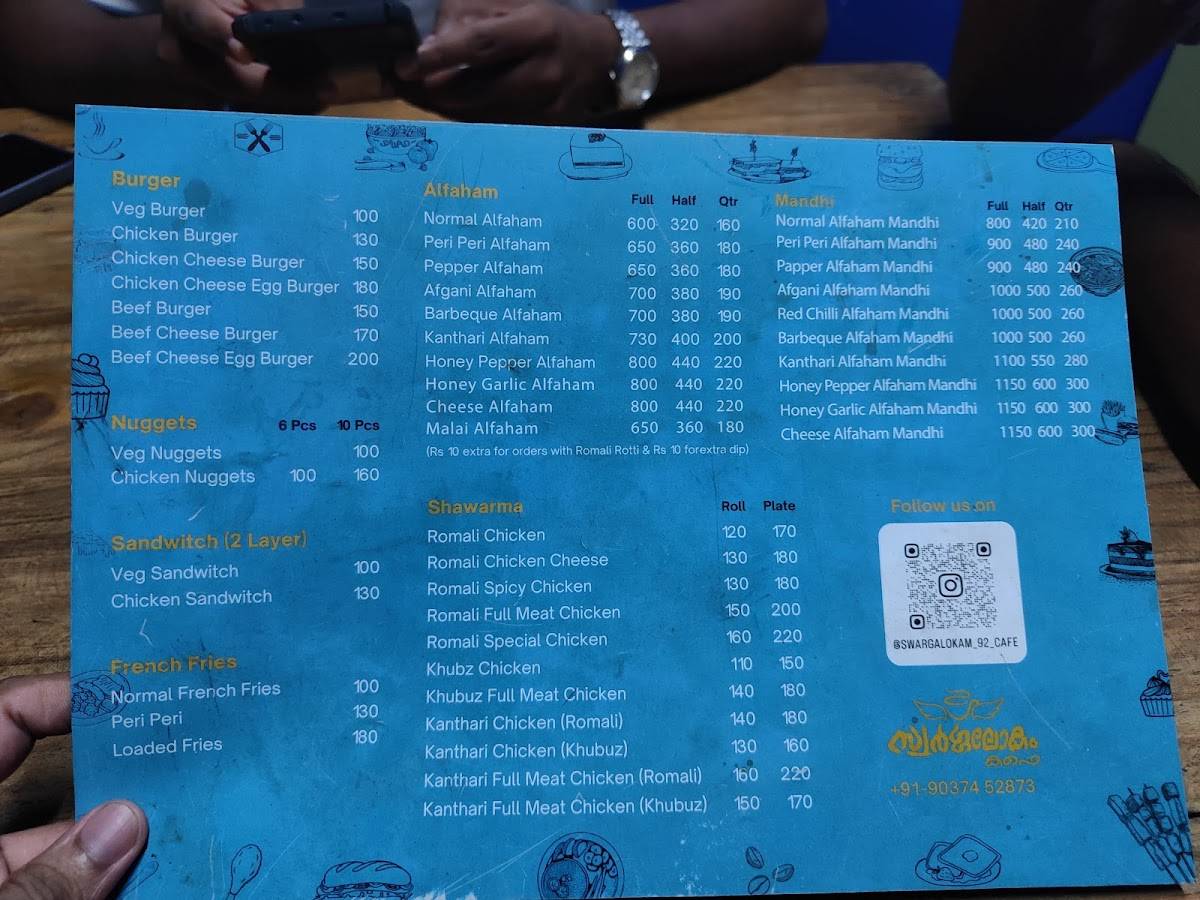 Burger
Veg Burger 100
Chicken Burger 130
Chicken Cheese Burger 150
Chicken Cheese Egg Burger 180
Beef Burger 150
Beef Cheese Burger 170
Beef Cheese Egg Burger 200
Nuggets 6 Pcs 10 Pcs
Veg Nuggets 100
Chicken Nuggets 100 160
Sandwitch (2 Layer)
Veg Sandwitch 100
Chicken Sandwitch 130
French Fries
Normal French Fries 100
Peri Peri 130
Loaded Fries 180
Alfaham Full Half Qtr
Normal Alfaham 600 320 160
Peri Peri Alfaham 650 360 180
Pepper Alfaham 650 360 180
Afgani Alfaham 700 380 190
Barbeque Alfaham 700 380 190
Kanthari Alfaham 730 400 200
Honey Pepper Alfaham 800 440 220
Honey Garlic Alfaham 800 440 220
Cheese Alfaham 800 440 220
Malai Alfaham 650 360 180
(Rs 10 extra for orders with Romali Rotti & Rs 10 forextra dip)
Shawarma Roll Plate
Romali Chicken 120 170
Romali Chicken Cheese 130 180
Romali Spicy Chicken 130 180
Romali Full Meat Chicken 150 200
Romali Special Chicken 160 220
Khubz Chicken 110 150
Khubuz Full Meat Chicken 140 180
Kanthari Chicken (Romali) 140 180
Kanthari Chicken (Khubuz) 130 160
Kanthari Full Meat Chicken (Romali) 160 220
Kanthari Full Meat Chicken (Khubuz) 150 170
Mandhi Full Half Qtr
Normal Alfaham Mandhi 800 420 210
Peri Peri Alfaham Mandhi 900 480 240
Papper Alfaham Mandhi 900 480 240
Afgani Alfaham Mandhi 1000 500 260
Red Chilli Alfaham Mandhi 1000 500 260
Barbeque Alfaham Mandhi 1000 500 260
Kanthari Alfaham Mandhi 1100 550 280
Honey Pepper Alfaham Mandhi 1150 600 300
Honey Garlic Alfaham Mandhi 1150 600 300
Cheese Alfaham Mandhi 1150 600 300
Follow us on
@SWARGALOKAM_92_CAFE
സ്വർഗ്ഗലോകം
കഫെ
+91-90374 52873